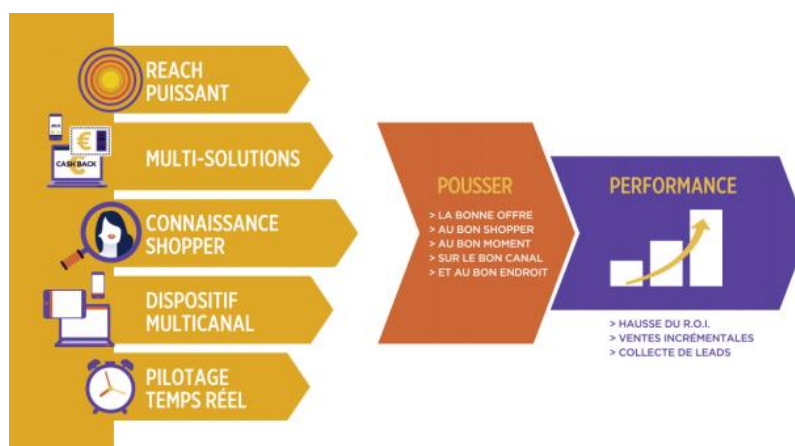 REACH
PUISSANT
€
CASH BACK
€
MULTI-SOLUTIONS
CONNAISSANCE
SHOPPER
DISPOSITIF
MULTICANAL
PILOTAGE
TEMPS RÉEL
POUSSER
> LA BONNE OFFRE
> AU BON SHOPPER
> AU BON MOMENT
> SUR LE BON CANAL
> ET AU BON ENDROIT
PERFORMANCE
> HAUSSE DU R.O.I.
> VENTES INCRÉMENTALES
> COLLECTE DE LEADS